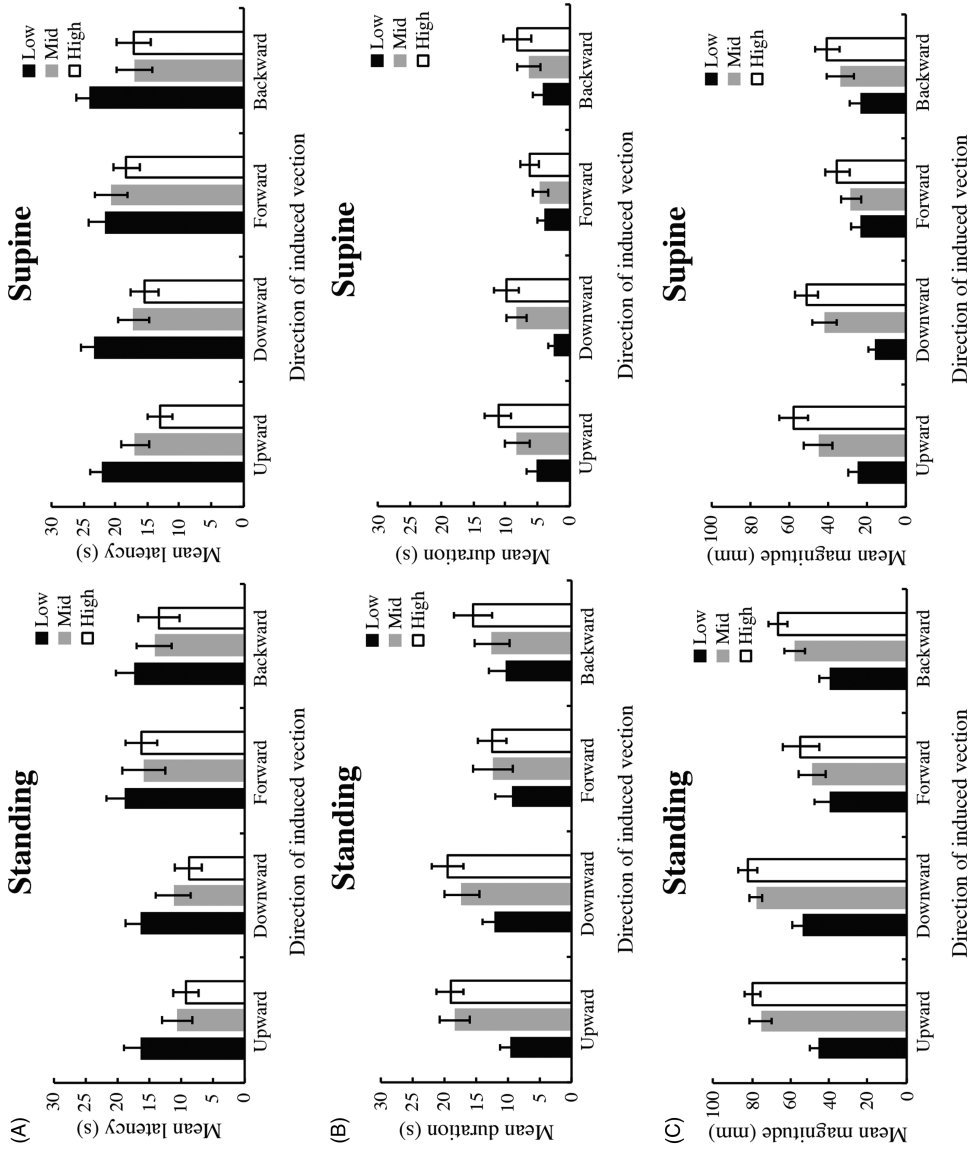 (A)
Standing
Mean latency (s)
30
25
20
15
10
5
0
Low
Mid
High
Upward Downward Forward Backward
Direction of induced vection
Supine
Mean latency (s)
30
25
20
15
10
5
0
Low
Mid
High
Upward Downward Forward Backward
Direction of induced vection
(B)
Standing
Mean duration (s)
30
25
20
15
10
5
0
Low
Mid
High
Upward Downward Forward Backward
Direction of induced vection
Supine
Mean duration (s)
30
25
20
15
10
5
0
Low
Mid
High
Upward Downward Forward Backward
Direction of induced vection
(C)
Standing
Mean magnitude (mm)
100
80
60
40
20
0
Low
Mid
High
Upward Downward Forward Backward
Direction of induced vection
Supine
Mean magnitude (mm)
100
80
60
40
20
0
Low
Mid
High
Upward Downward Forward Backward
Direction of induced vection